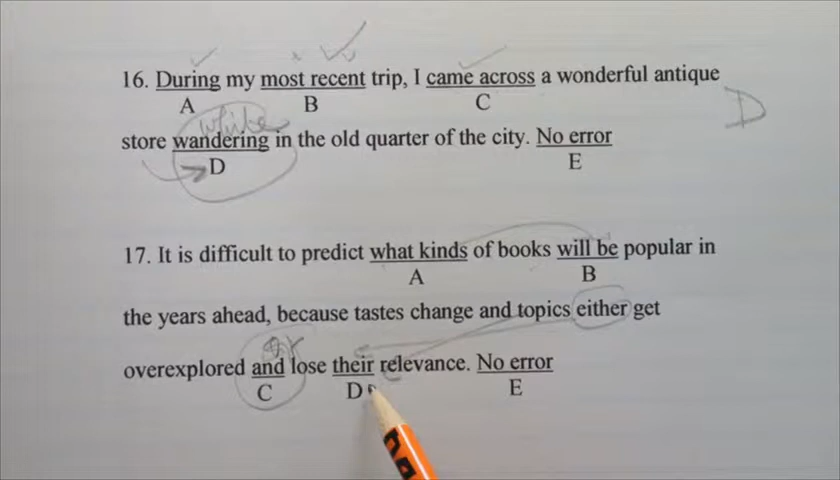 16. During my most recent trip, I came across a wonderful antique
A B C
D
while
store wandering in the old quarter of the city. No error
D E
17. It is difficult to predict what kinds of books will be popular in
A B
the years ahead, because tastes change and topics either get
or
overexplored and lose their relevance. No error
C D E